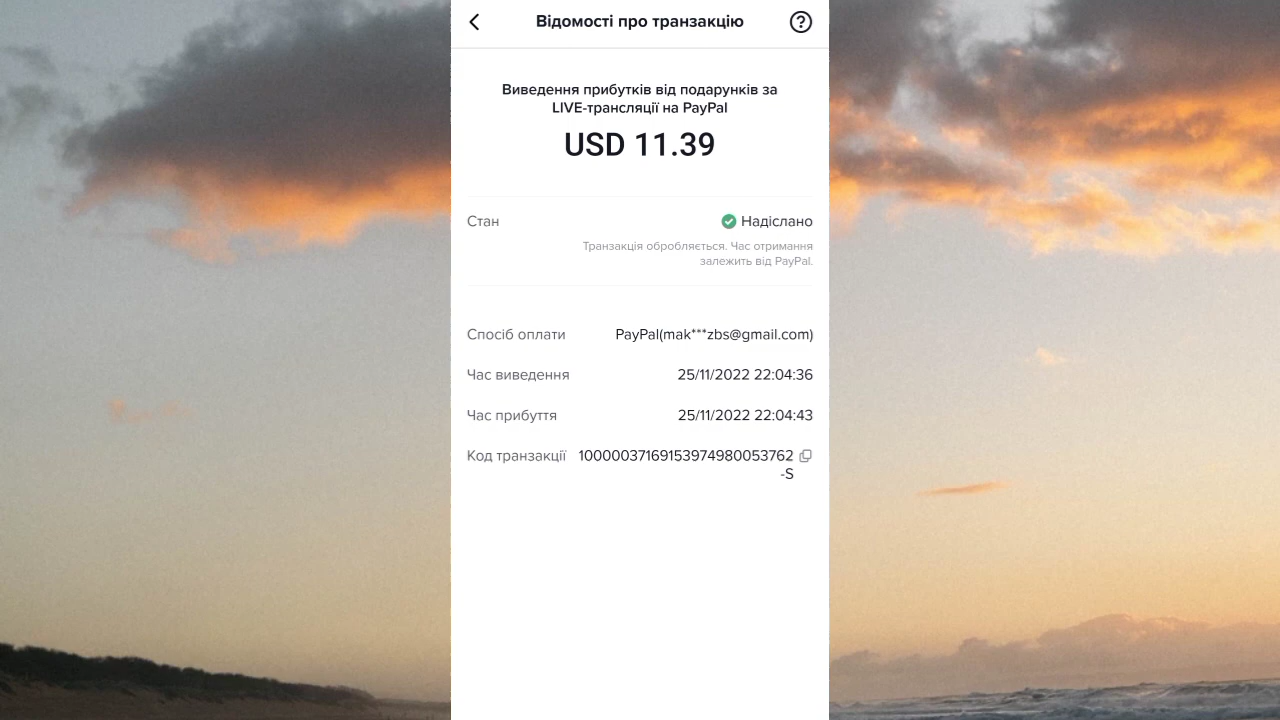 Відомості про транзакцію
Виведення прибутків від подарунків за
LIVE-трансляції на PayPal
USD 11.39
Стан Надіслано
Транзакція обробляється. Час отримання
залежить від PayPal.
Спосіб оплати PayPal(mak***zbs@gmail.com)
Час виведення 25/11/2022 22:04:36
Час прибуття 25/11/2022 22:04:43
Код транзакції 10000037169153974980053762
-S